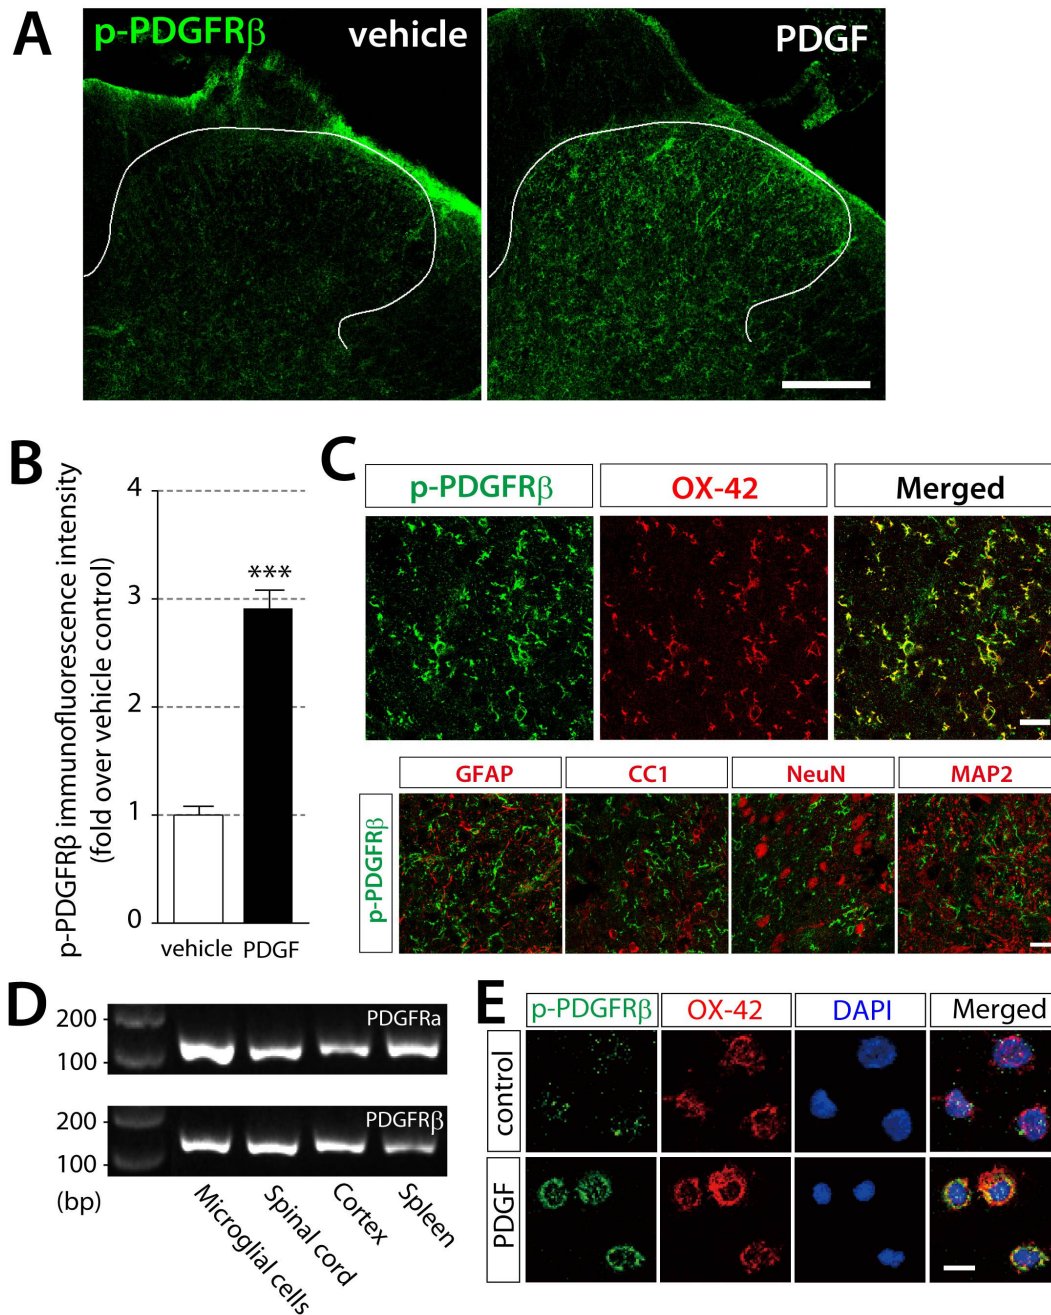 A
p-PDGFRβ
vehicle
PDGF
B
p-PDGFRβ immunofluorescence intensity
(fold over vehicle control)
4
3
2
1
0
***
vehicle
PDGF
C
p-PDGFRβ
OX-42
Merged
GFAP
CC1
NeuN
MAP2
p-PDGFRβ
D
200
100
PDGFRa
200
100
PDGFRβ
(bp)
Microglial cells
Spinal cord
Cortex
Spleen
E
p-PDGFRβ
OX-42
DAPI
Merged
control
PDGF